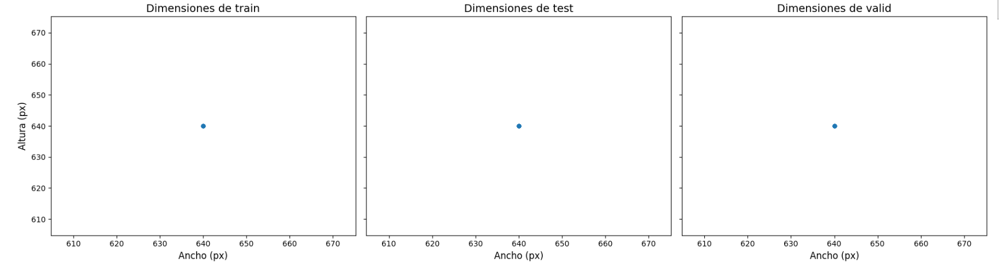 Dimensiones de train
Dimensiones de test
Dimensiones de valid
Altura (px)
670
660
650
640
630
620
610
610 620 630 640 650 660 670
610 620 630 640 650 660 670
610 620 630 640 650 660 670
Ancho (px)
Ancho (px)
Ancho (px)